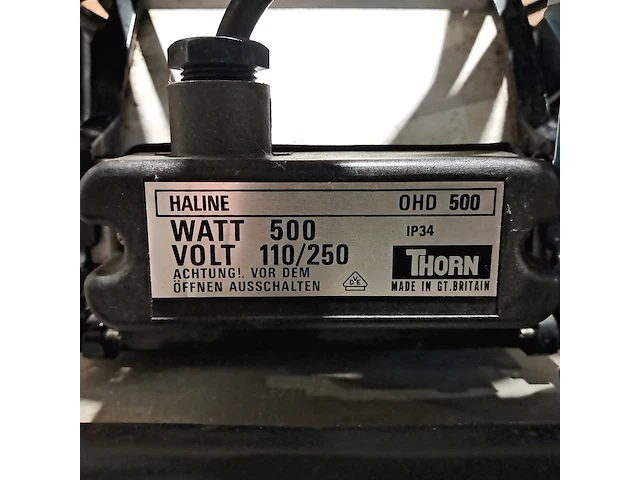 HALINE OHD 500
WATT 500 IP34
VOLT 110/250 THORN
ACHTUNG!. VOR DEM MADE IN GT.BRITAIN
ÖFFNEN AUSSCHALTEN VDE